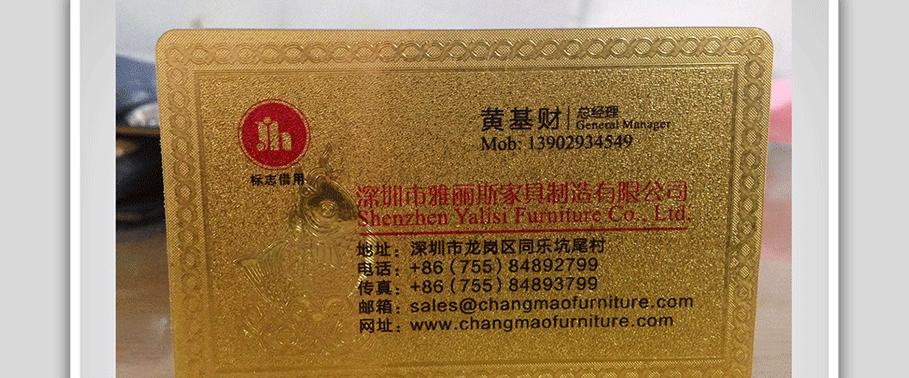 标志借用
黄基财 总经理
General Manager
Mob: 13902934549
深圳市雅丽斯家具制造有限公司
Shenzhen Yalisi Furniture Co., Ltd.
地址：深圳市龙岗区同乐坑尾村
电话：+86 (755) 84892799
传真：+86 (755) 84893799
邮箱：sales@changmaofurniture.com
网址：www.changmaofurniture.com